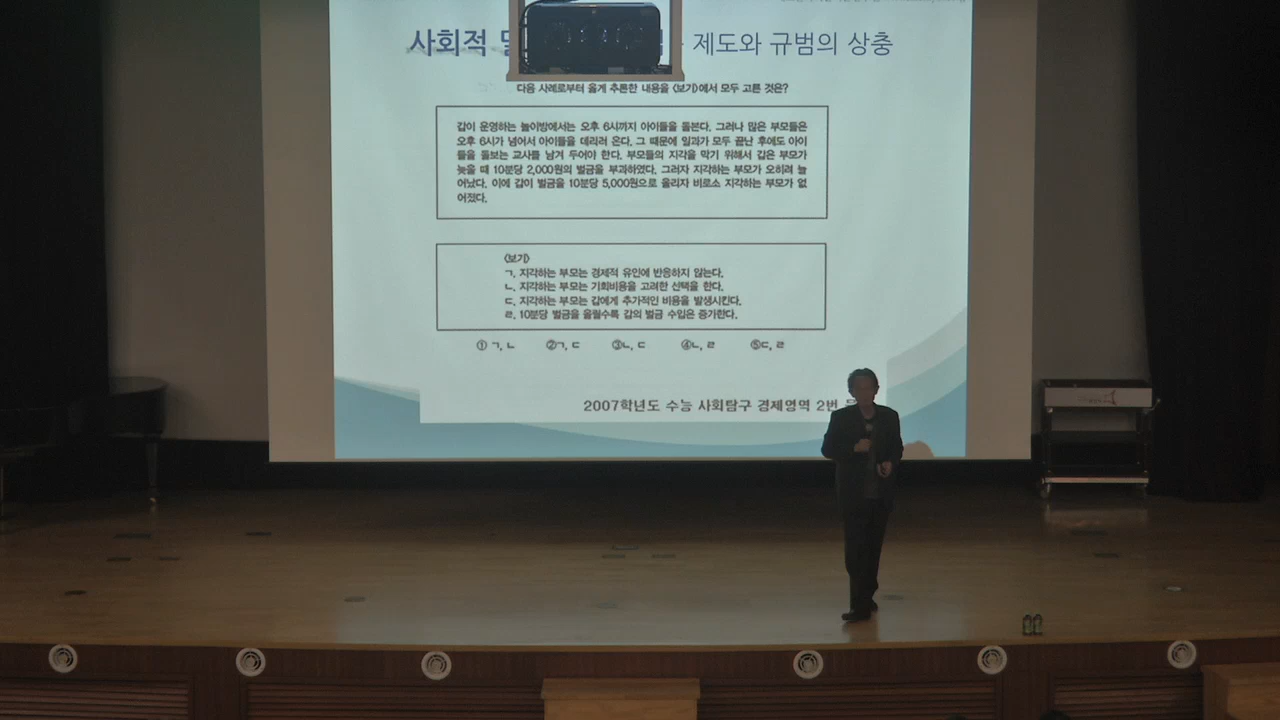 사회적 제도와 규범의 상충
다음 사례로부터 옳게 추론한 내용을 <보기>에서 모두 고른 것은?
갑이 운영하는 놀이방에서는 오후 6시까지 아이들을 돌본다. 그러나 많은 부모들은
오후 6시가 넘어서 아이들을 데리러 온다. 그 때문에 일과가 모두 끝난 후에도 아이
들을 돌보는 교사를 남겨 두어야 한다. 부모들의 지각을 막기 위해서 갑은 부모가
늦을 때 10분당 2,000원의 벌금을 부과하였다. 그러자 지각하는 부모가 오히려 늘
어났다. 이에 갑이 벌금을 10분당 5,000원으로 올리자 비로소 지각하는 부모가 없
어졌다.
<보기>
ㄱ. 지각하는 부모는 경제적 유인에 반응하지 않는다.
ㄴ. 지각하는 부모는 기회비용을 고려한 선택을 한다.
ㄷ. 지각하는 부모는 갑에게 추가적인 비용을 발생시킨다.
ㄹ. 10분당 벌금을 올릴수록 갑의 벌금 수입은 증가한다.
① ㄱ, ㄴ ②ㄱ, ㄷ ③ㄴ, ㄷ ④ㄴ, ㄹ ⑤ㄷ, ㄹ
2007학년도 수능 사회탐구 경제영역 2번